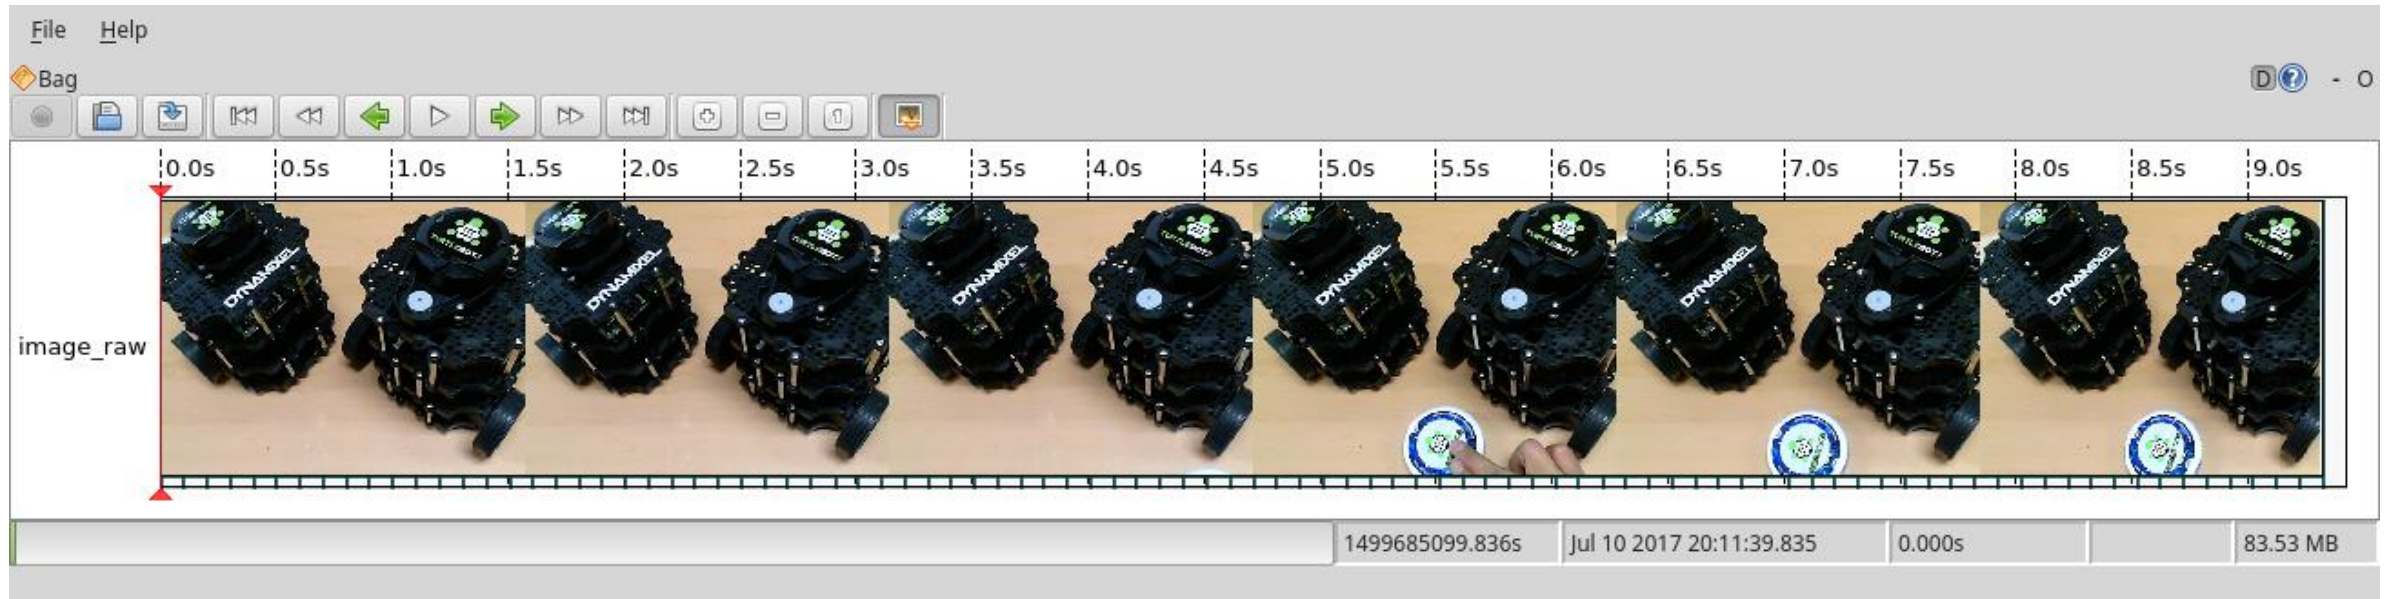 File Help
Bag
D ? - O
0.0s 0.5s 1.0s 1.5s 2.0s 2.5s 3.0s 3.5s 4.0s 4.5s 5.0s 5.5s 6.0s 6.5s 7.0s 7.5s 8.0s 8.5s 9.0s
DYNAMIXEL DYNAMIXEL DYNAMIXEL DYNAMIXEL DYNAMIXEL DYNAMIXEL
image_raw
1499685099.836s Jul 10 2017 20:11:39.835 0.000s 83.53 MB